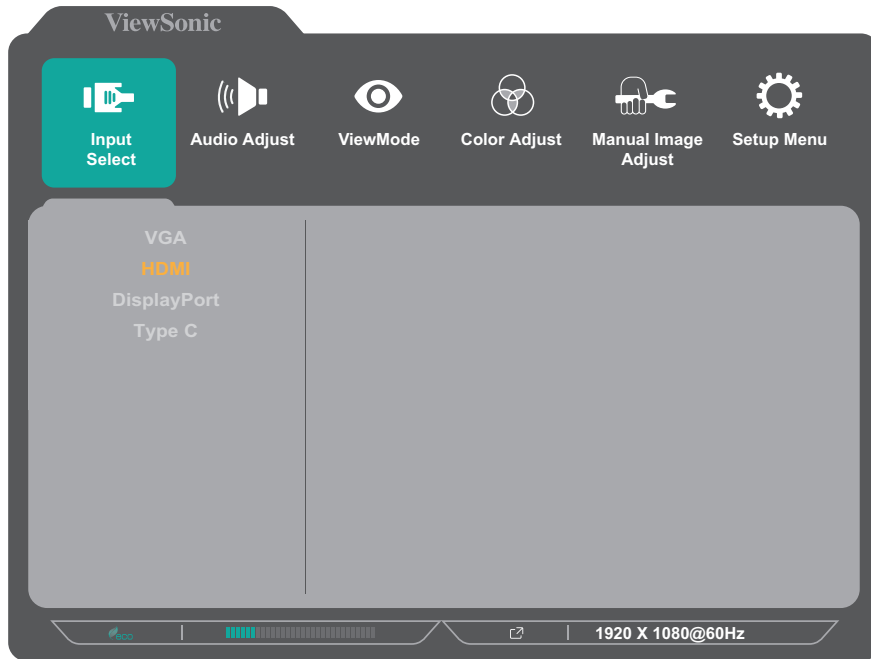 ViewSonic
Input
Select
Audio Adjust
ViewMode
Color Adjust
Manual Image
Adjust
Setup Menu
VGA
HDMI
DisplayPort
Type C
eco
1920 X 1080@60Hz